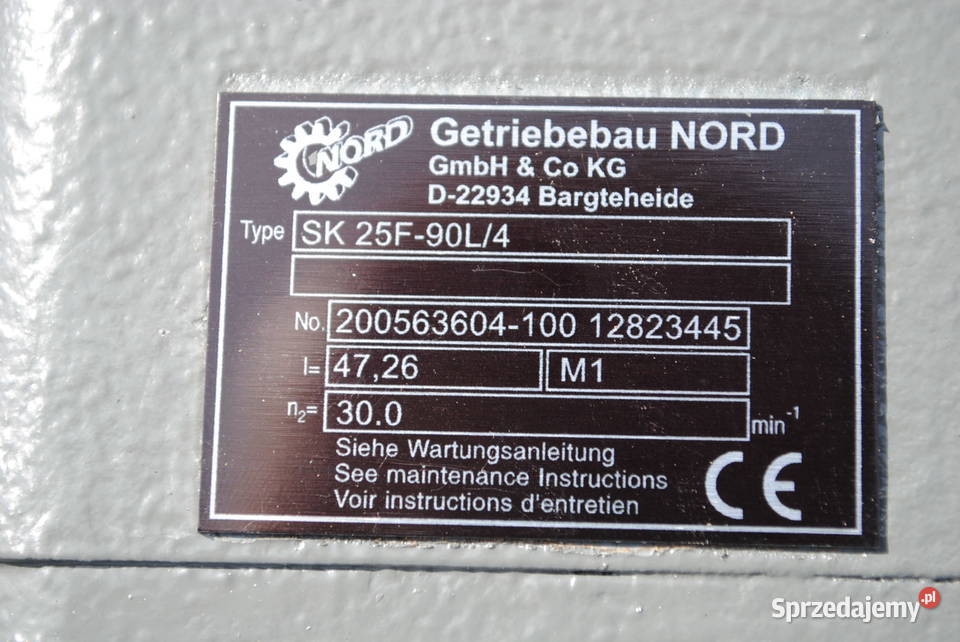 NORD
Getriebebau NORD
GmbH & Co KG
D-22934 Bargteheide
Type SK 25F-90L/4
No. 200563604-100 12823445
I= 47,26 M1
n₂= 30.0 min⁻¹
Siehe Wartungsanleitung
See maintenance Instructions
Voir instructions d'entretien
CE
Sprzedajemy.pl